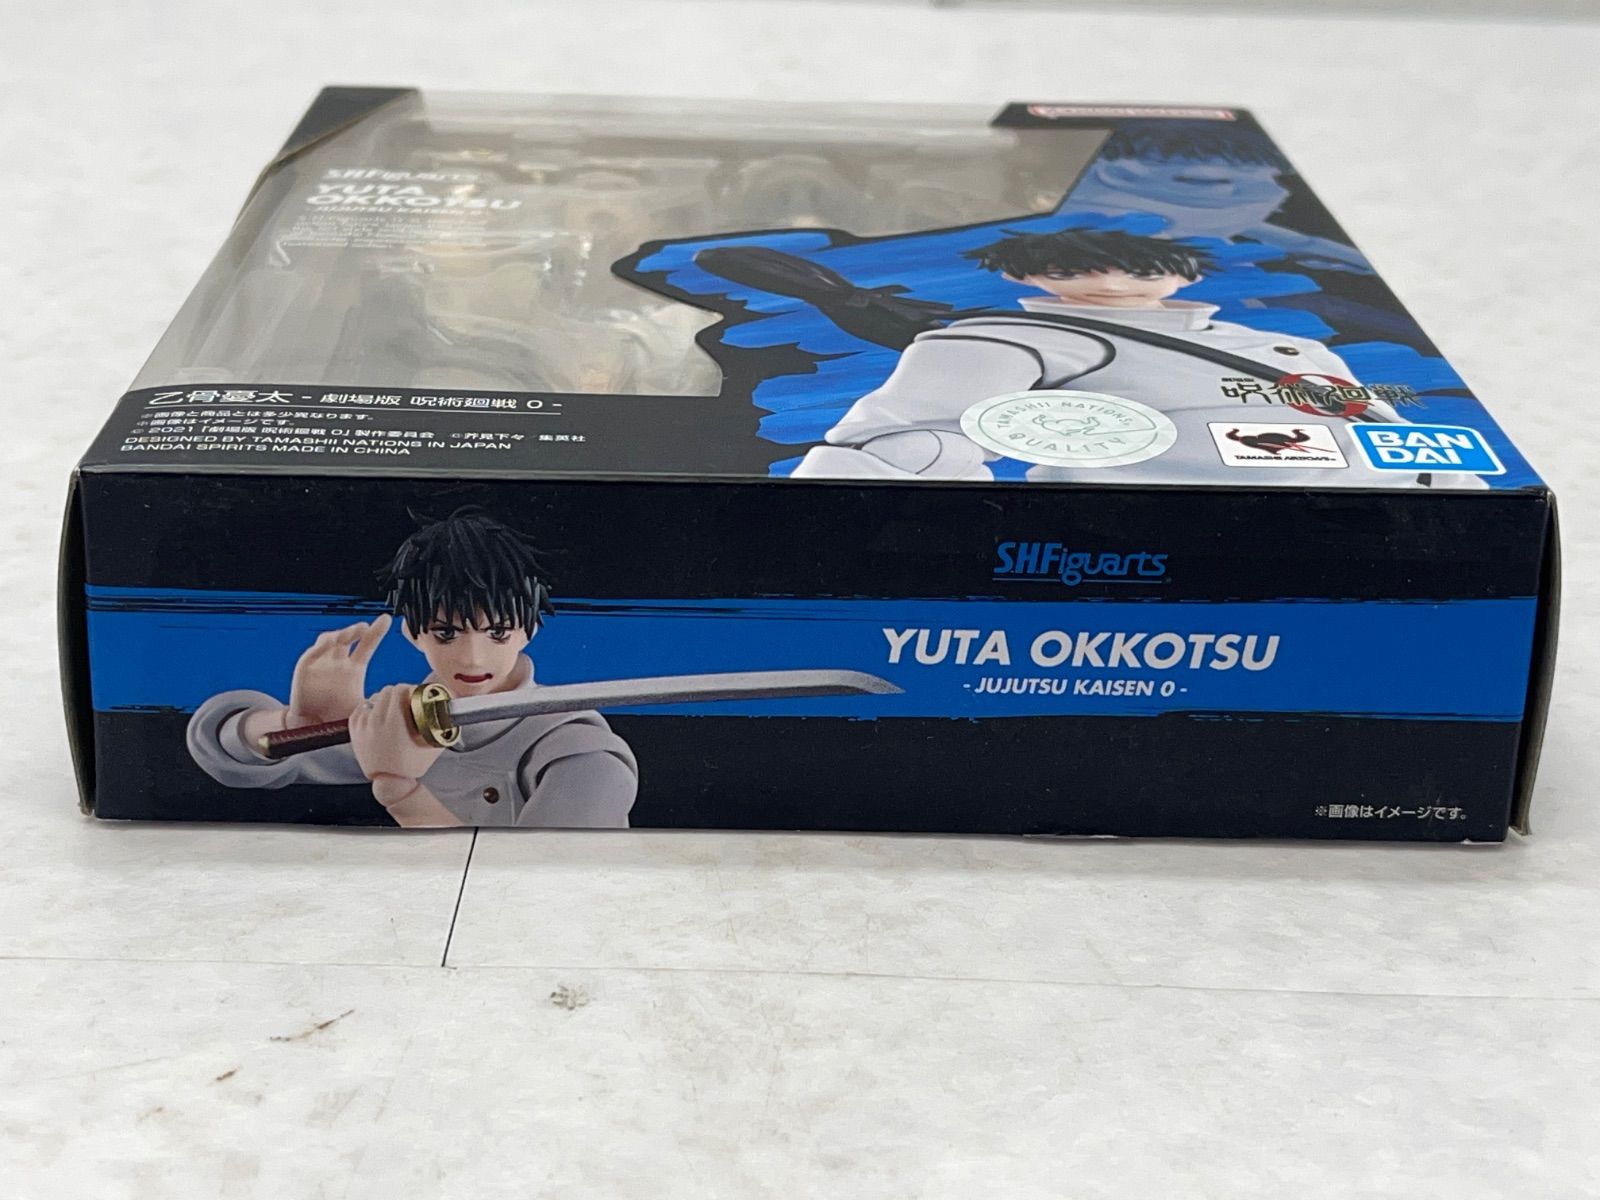 S.H.Figuarts
YUTA
OKKOTSU
-JUJUTSU KAISEN 0-
乙骨憂太 - 劇場版 呪術廻戦 0 -
※画像と商品とは多少異なります。
※画像はイメージです。
© 2021 「劇場版 呪術廻戦 0」製作委員会 ©芥見下々/集英社
DESIGNED BY TAMASHII NATIONS IN JAPAN
BANDAI SPIRITS MADE IN CHINA
TAMASHII NATIONS
QUALITY
劇場版
呪術廻戦
TAMASHII NATIONS
BAN
DAI
S.H.Figuarts
YUTA OKKOTSU
- JUJUTSU KAISEN 0 -
※画像はイメージです。